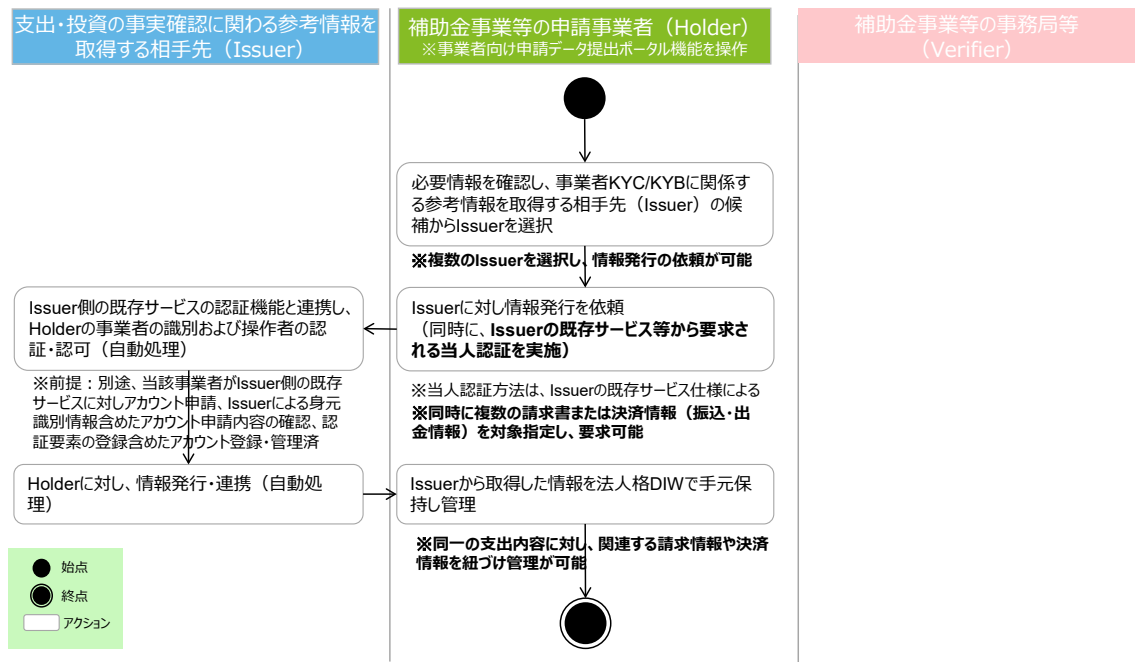 支出・投資の事実確認に関わる参考情報を
取得する相手先（Issuer）
補助金事業等の申請事業者（Holder）
※事業者向け申請データ提出ポータル機能を操作
補助金事業等の事務局等
（Verifier）
必要情報を確認し、事業者KYC/KYBに関係す
る参考情報を取得する相手先（Issuer）の候
補からIssuerを選択
※複数のIssuerを選択し、情報発行の依頼が可能
Issuer側の既存サービスの認証機能と連携し、
Holderの事業者の識別および操作者の認
証・認可（自動処理）
Issuerに対し情報発行を依頼
（同時に、Issuerの既存サービス等から要求さ
れる当人認証を実施）
※前提：別途、当該事業者がIssuer側の既存
サービスに対しアカウント申請、Issuerによる身元
識別情報含めたアカウント申請内容の確認、認
証要素の登録含めたアカウント登録・管理済
※当人認証方法は、Issuerの既存サービス仕様による
※同時に複数の請求書または決済情報（振込・出
金情報）を対象指定し、要求可能
Holderに対し、情報発行・連携（自動処
理）
Issuerから取得した情報を法人格DIWで手元保
持し管理
※同一の支出内容に対し、関連する請求情報や決済
情報を紐づけ管理が可能
始点
終点
アクション